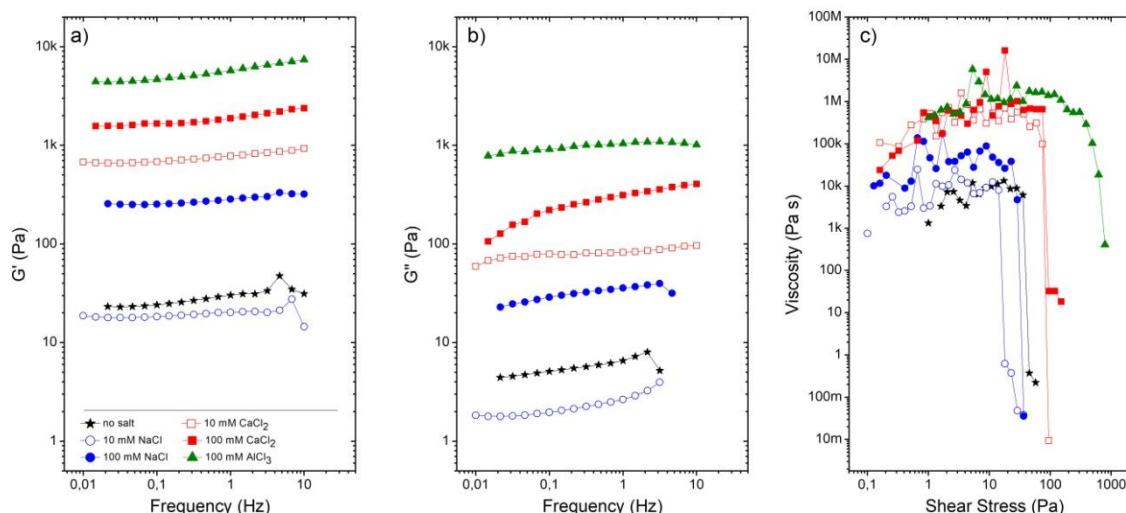 a)
10k
1k
100
10
1
G' (Pa)
no salt
10 mM NaCl
100 mM NaCl
10 mM CaCl₂
100 mM CaCl₂
100 mM AlCl₃
0,01 0,1 1 10
Frequency (Hz)
b)
10k
1k
100
10
1
G" (Pa)
0,01 0,1 1 10
Frequency (Hz)
c)
100M
10M
1M
100k
10k
1k
100
10
1
100m
10m
Viscosity (Pa s)
0,1 1 10 100 1000
Shear Stress (Pa)